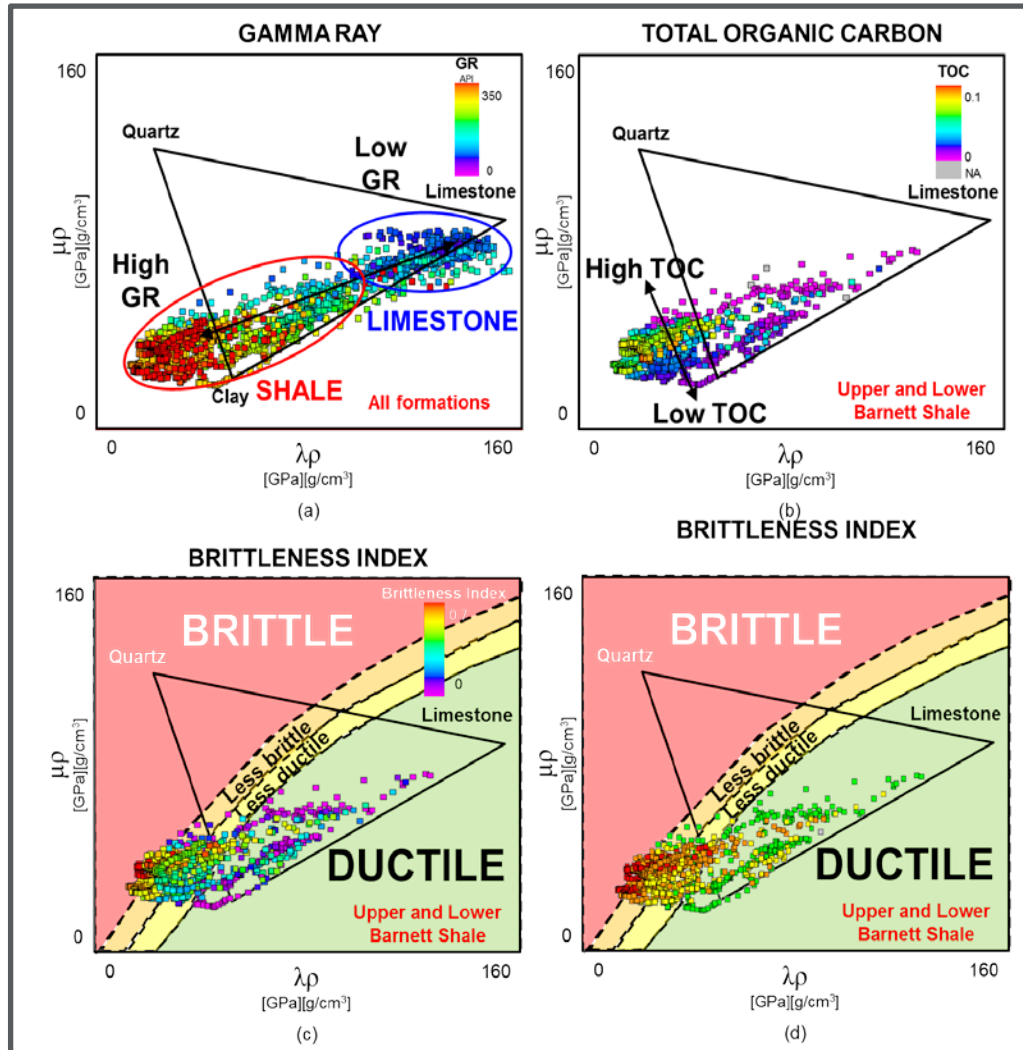 GAMMA RAY
GR
API
350
0
160
Quartz
Low
GR
Limestone
μρ
[GPa][g/cm³]
High
GR
LIMESTONE
SHALE
Clay
All formations
0
0
160
λρ
[GPa][g/cm³]
(a)
TOTAL ORGANIC CARBON
TOC
0.1
0
NA
160
Quartz
Limestone
μρ
[GPa][g/cm³]
High TOC
Low TOC
Upper and Lower
Barnett Shale
0
0
160
λρ
[GPa][g/cm³]
(b)
BRITTLENESS INDEX
Brittleness Index
0.7
0
160
BRITTLE
Quartz
Limestone
Less brittle
Less ductile
μρ
[GPa][g/cm³]
DUCTILE
Upper and Lower
Barnett Shale
0
0
160
λρ
[GPa][g/cm³]
(c)
BRITTLENESS INDEX
160
BRITTLE
Quartz
Limestone
Less brittle
Less ductile
μρ
[GPa][g/cm³]
DUCTILE
Upper and Lower
Barnett Shale
0
0
160
λρ
[GPa][g/cm³]
(d)